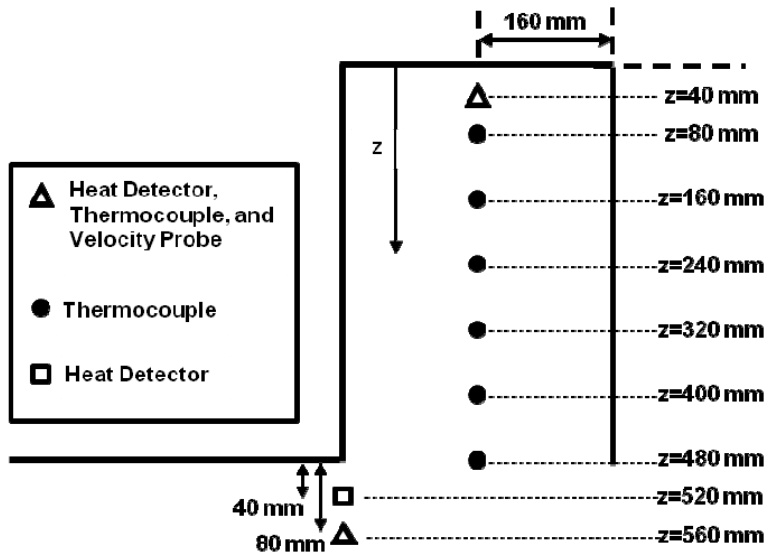 160 mm
z=40 mm
z=80 mm
z
z=160 mm
Heat Detector,
Thermocouple, and
Velocity Probe
z=240 mm
Thermocouple
z=320 mm
Heat Detector
z=400 mm
z=480 mm
40 mm
z=520 mm
80 mm
z=560 mm